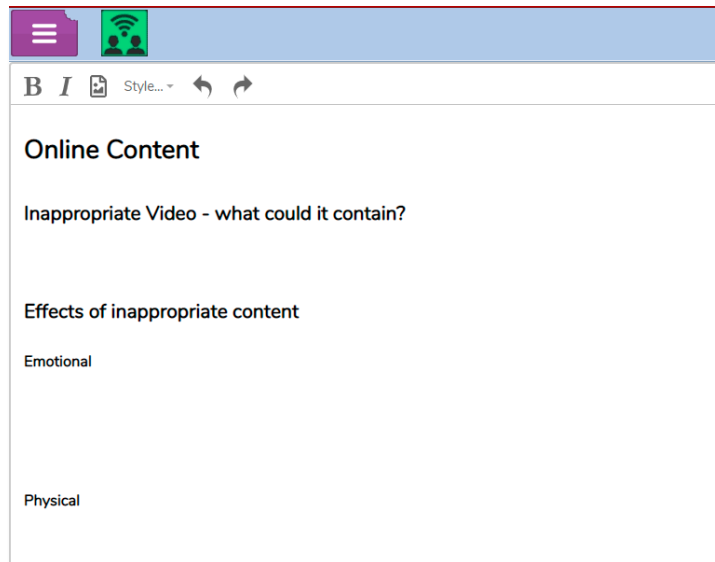 B I Style...
Online Content
Inappropriate Video - what could it contain?
Effects of inappropriate content
Emotional
Physical